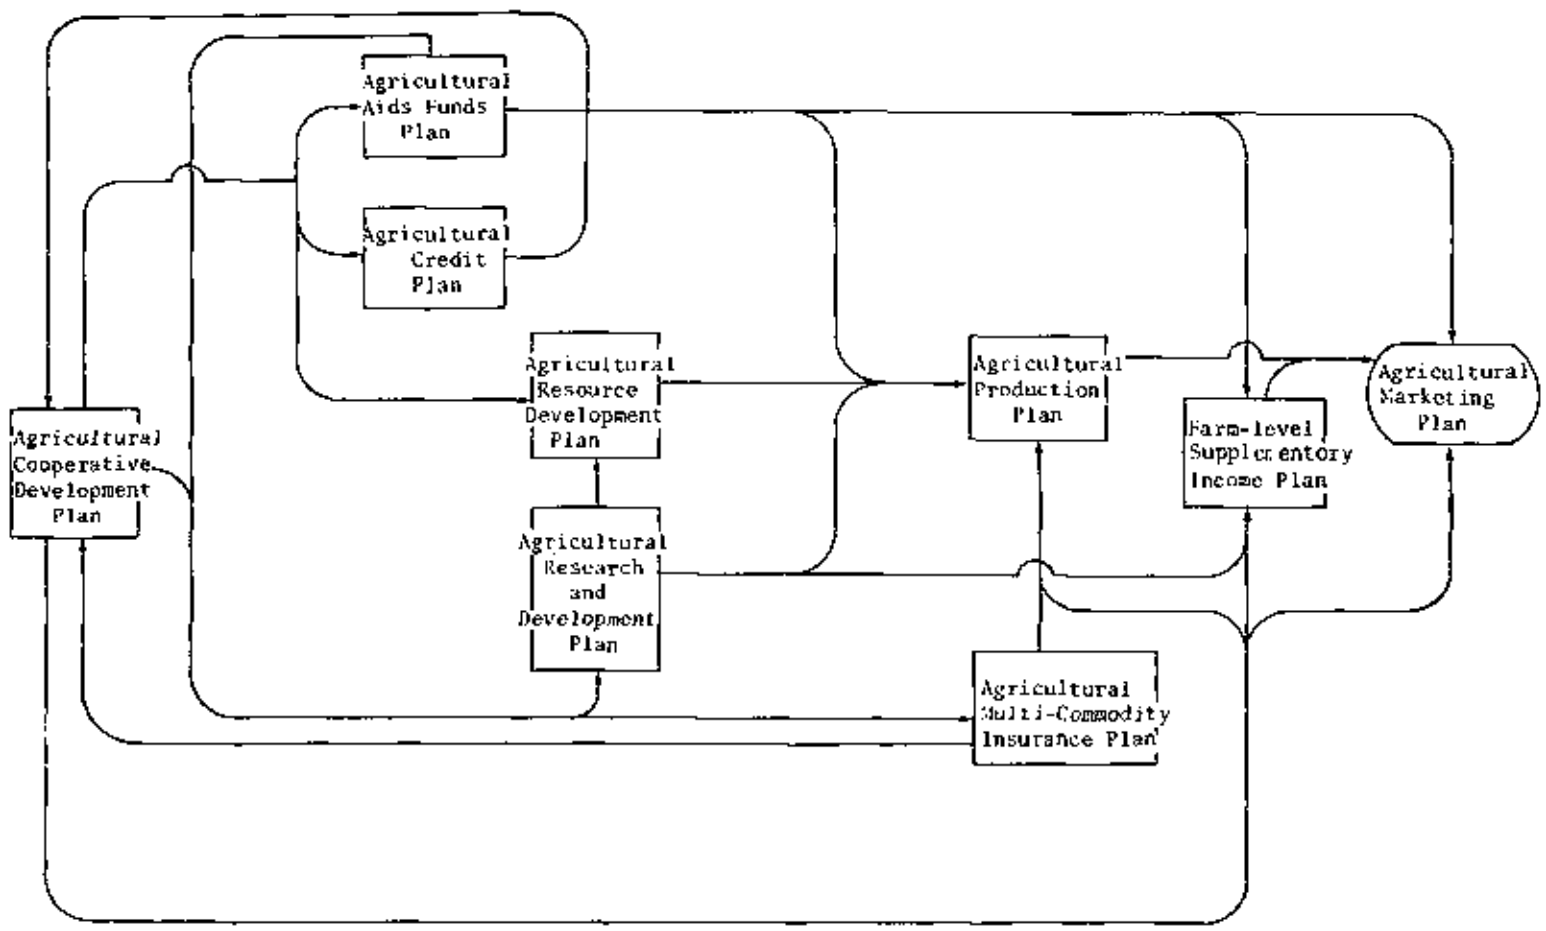 Agricultural
Aids Funds
Plan
Agricultural
Credit
Plan
Agricultural
Resource
Development
Plan
Agricultural
Production
Plan
Agricultural
Marketing
Plan
Agricultural
Cooperative
Development
Plan
Farm-level
Supplementory
Income Plan
Agricultural
Research
and
Development
Plan
Agricultural
Multi-Commodity
Insurance Plan